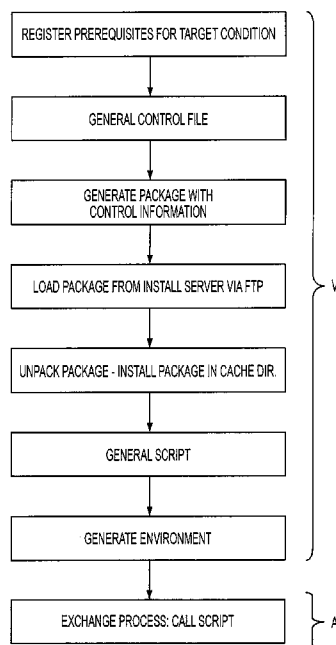 REGISTER PREREQUISITES FOR TARGET CONDITION
GENERAL CONTROL FILE
GENERATE PACKAGE WITH
CONTROL INFORMATION
LOAD PACKAGE FROM INSTALL SERVER VIA FTP
V
UNPACK PACKAGE - INSTALL PACKAGE IN CACHE DIR.
GENERAL SCRIPT
GENERATE ENVIRONMENT
EXCHANGE PROCESS: CALL SCRIPT
A